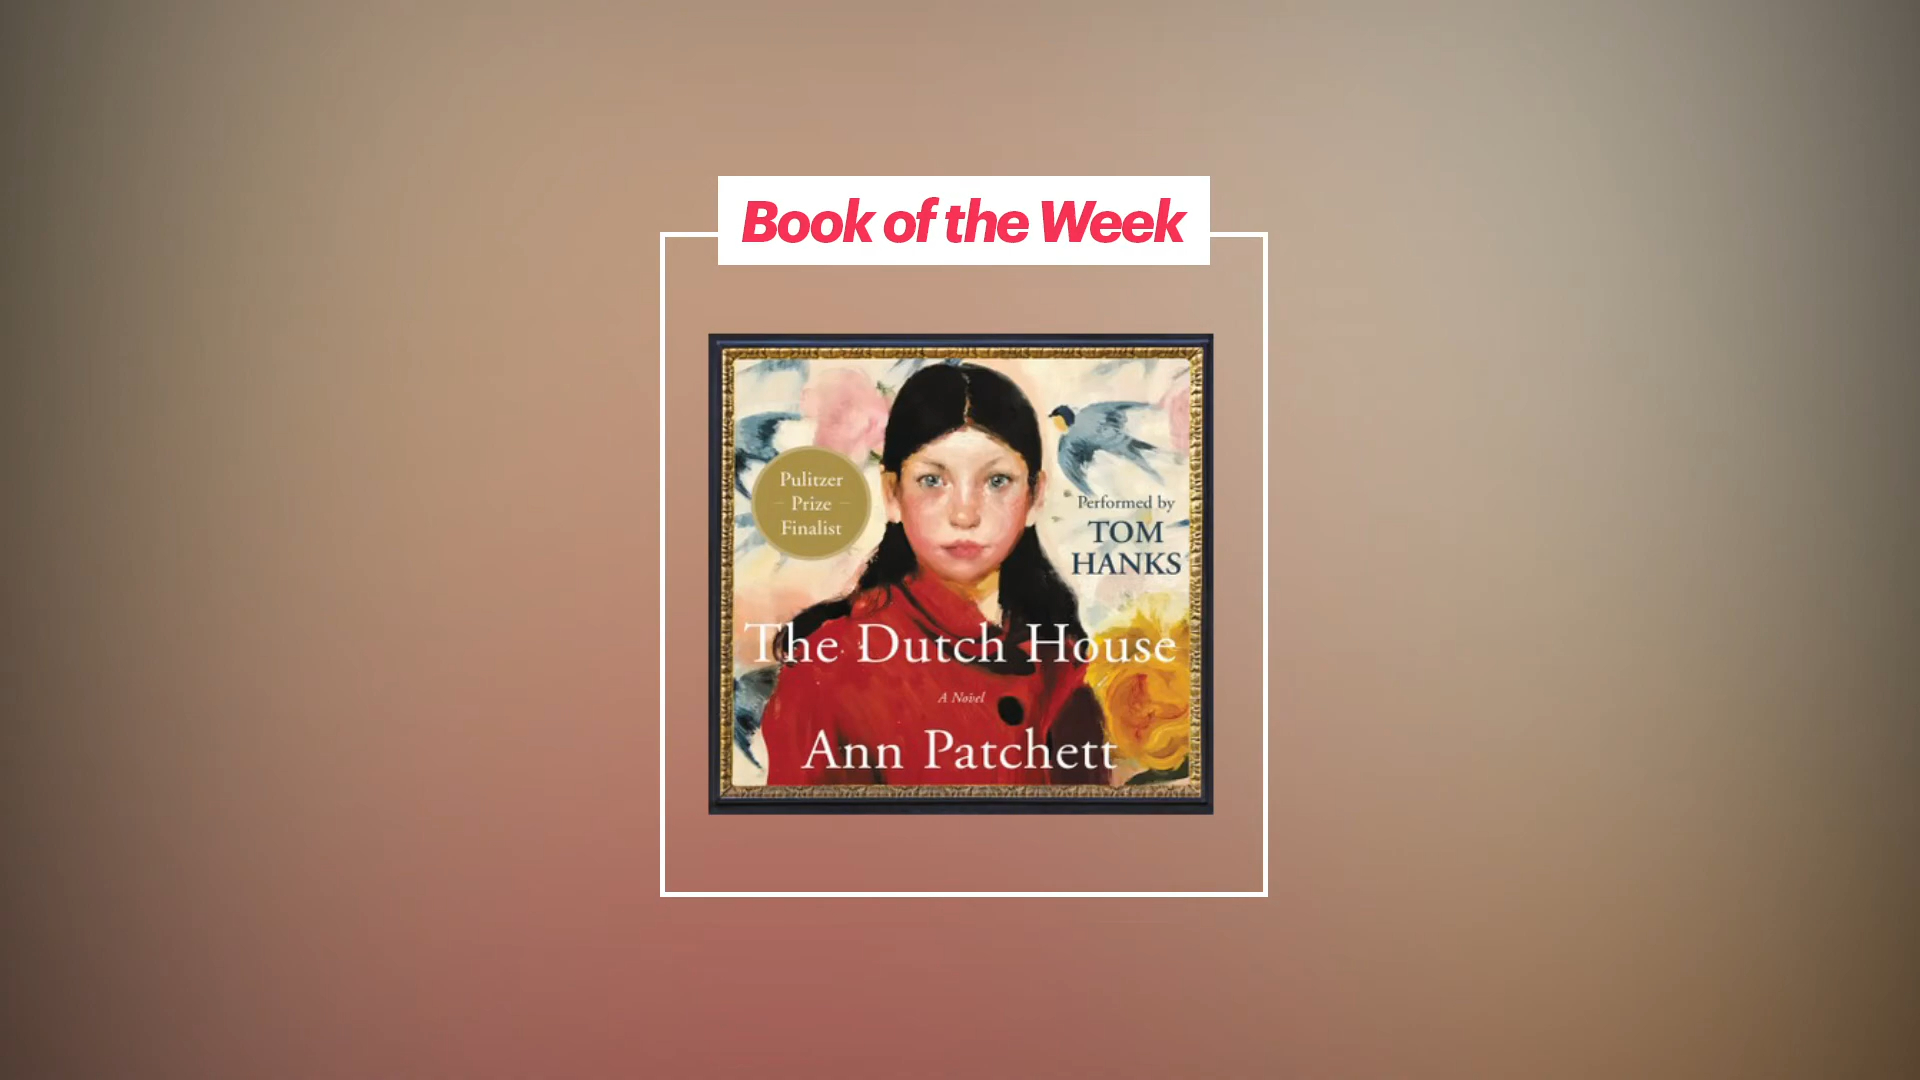 Book of the Week
Pulitzer
Prize
Finalist
Performed by
TOM
HANKS
The Dutch House
A Novel
Ann Patchett